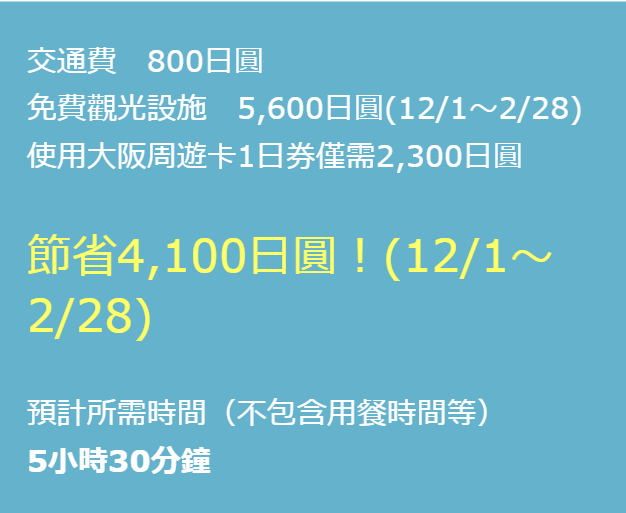 交通費　800日圓
免費觀光設施　5,600日圓(12/1～2/28)
使用大阪周遊卡1日券僅需2,300日圓
節省4,100日圓！(12/1～
2/28)
預計所需時間（不包含用餐時間等）
5小時30分鐘